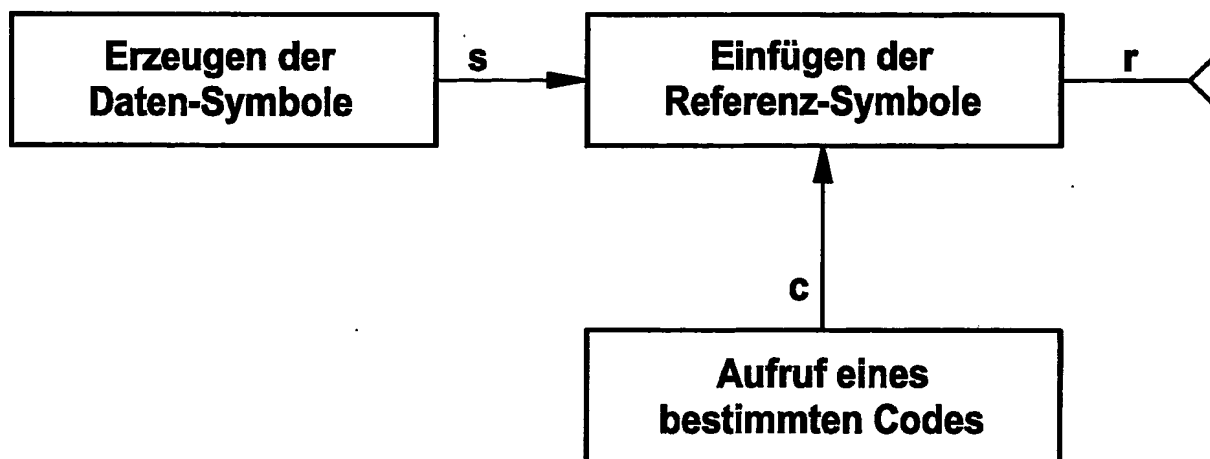 Erzeugen der
Daten-Symbole
s
Einfügen der
Referenz-Symbole
r
c
Aufruf eines
bestimmten Codes